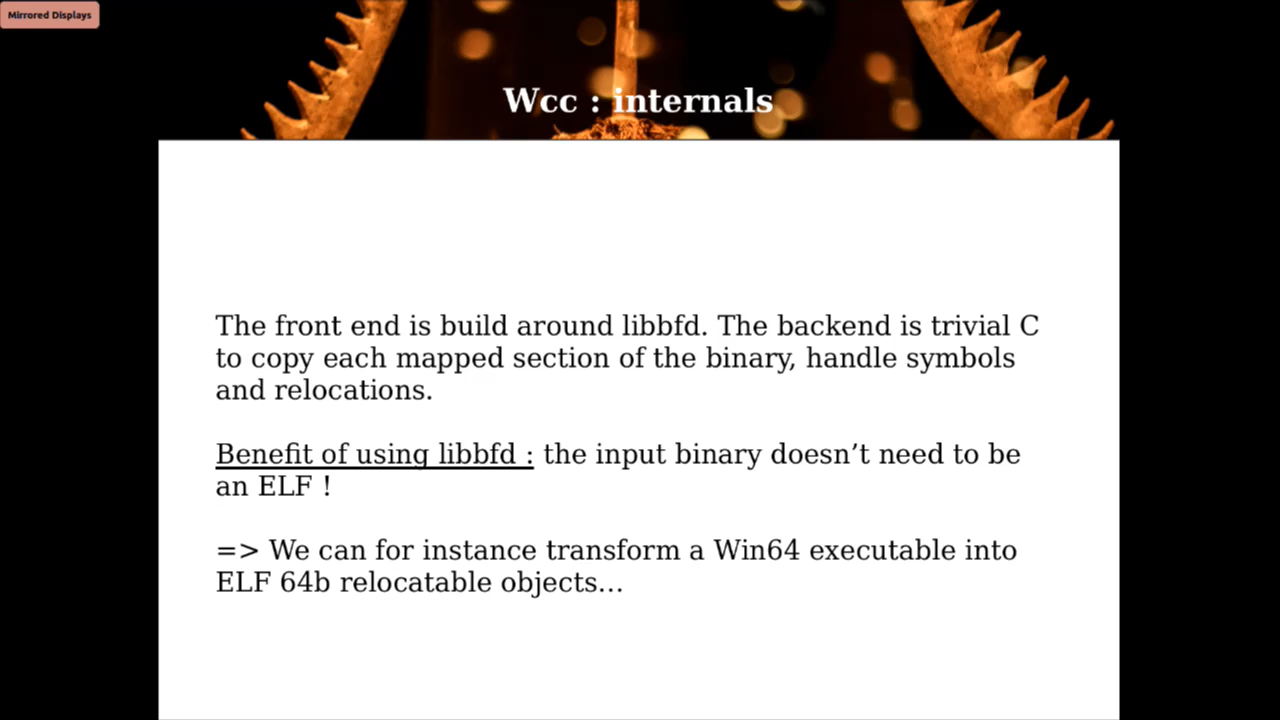 Mirrored Displays
Wcc : internals
The front end is build around libbfd. The backend is trivial C
to copy each mapped section of the binary, handle symbols
and relocations.
Benefit of using libbfd : the input binary doesn’t need to be
an ELF !
=> We can for instance transform a Win64 executable into
ELF 64b relocatable objects…